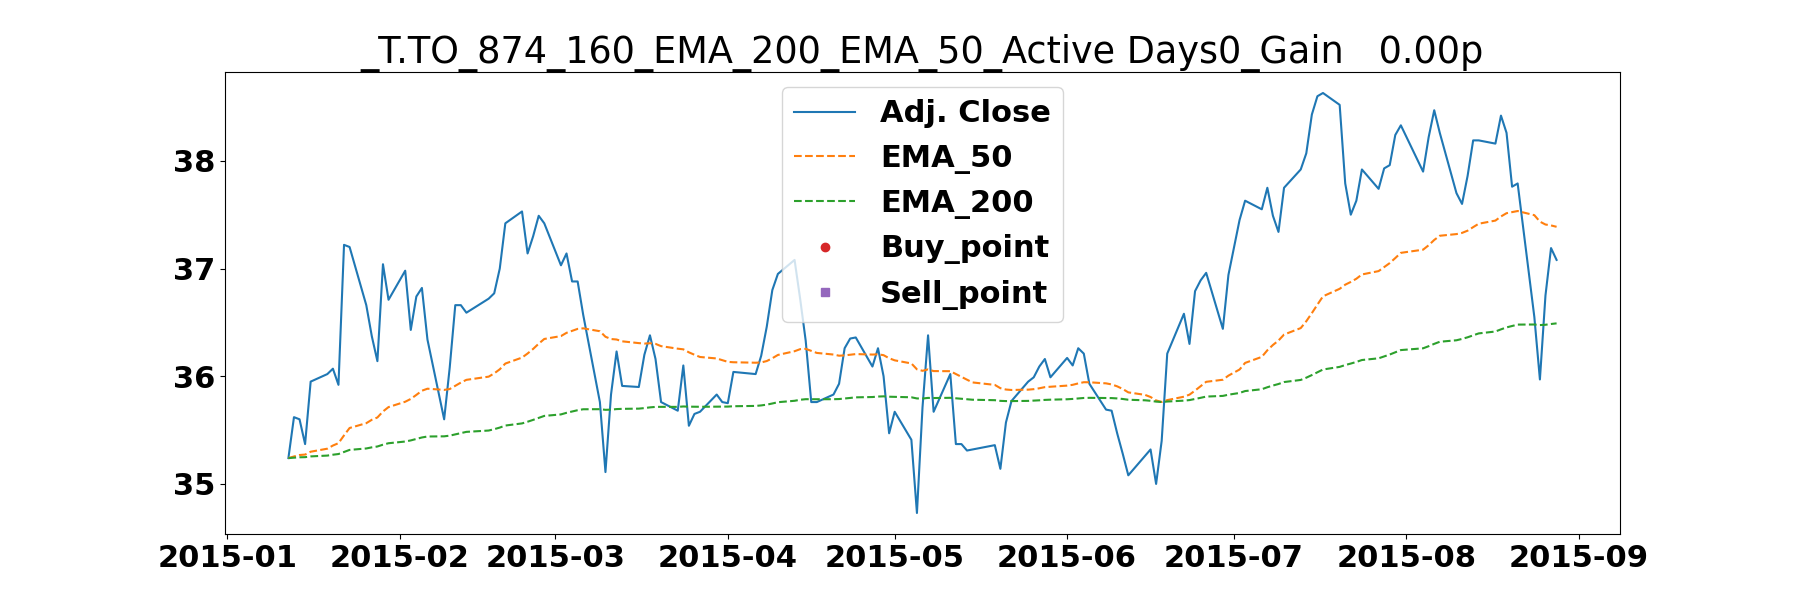 _T.TO_874_160_EMA_200_EMA_50_Active Days0_Gain   0.00p
Adj. Close
EMA_50
EMA_200
Buy_point
Sell_point
38
37
36
35
2015-01 2015-02 2015-03 2015-04 2015-05 2015-06 2015-07 2015-08 2015-09